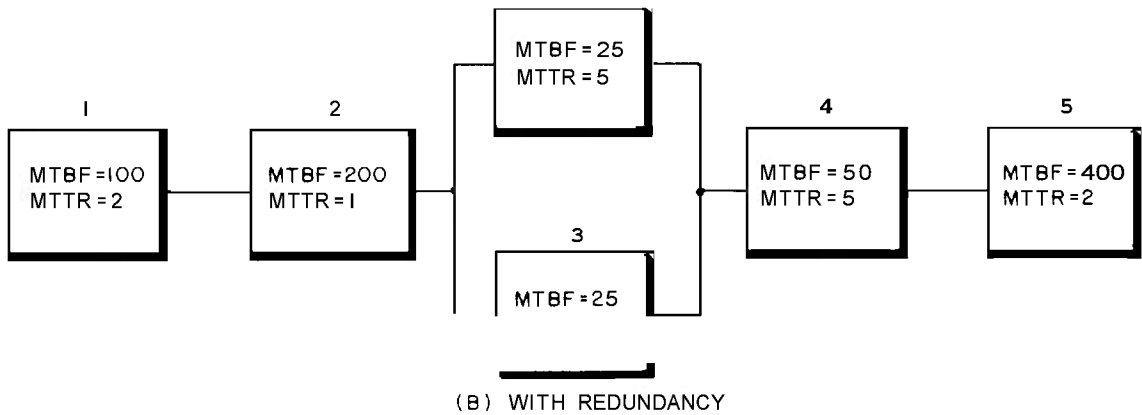 1
MTBF=100
MTTR=2
2
MTBF=200
MTTR=1
MTBF=25
MTTR=5
3
MTBF=25
4
MTBF=50
MTTR=5
5
MTBF=400
MTTR=2
(B) WITH REDUNDANCY